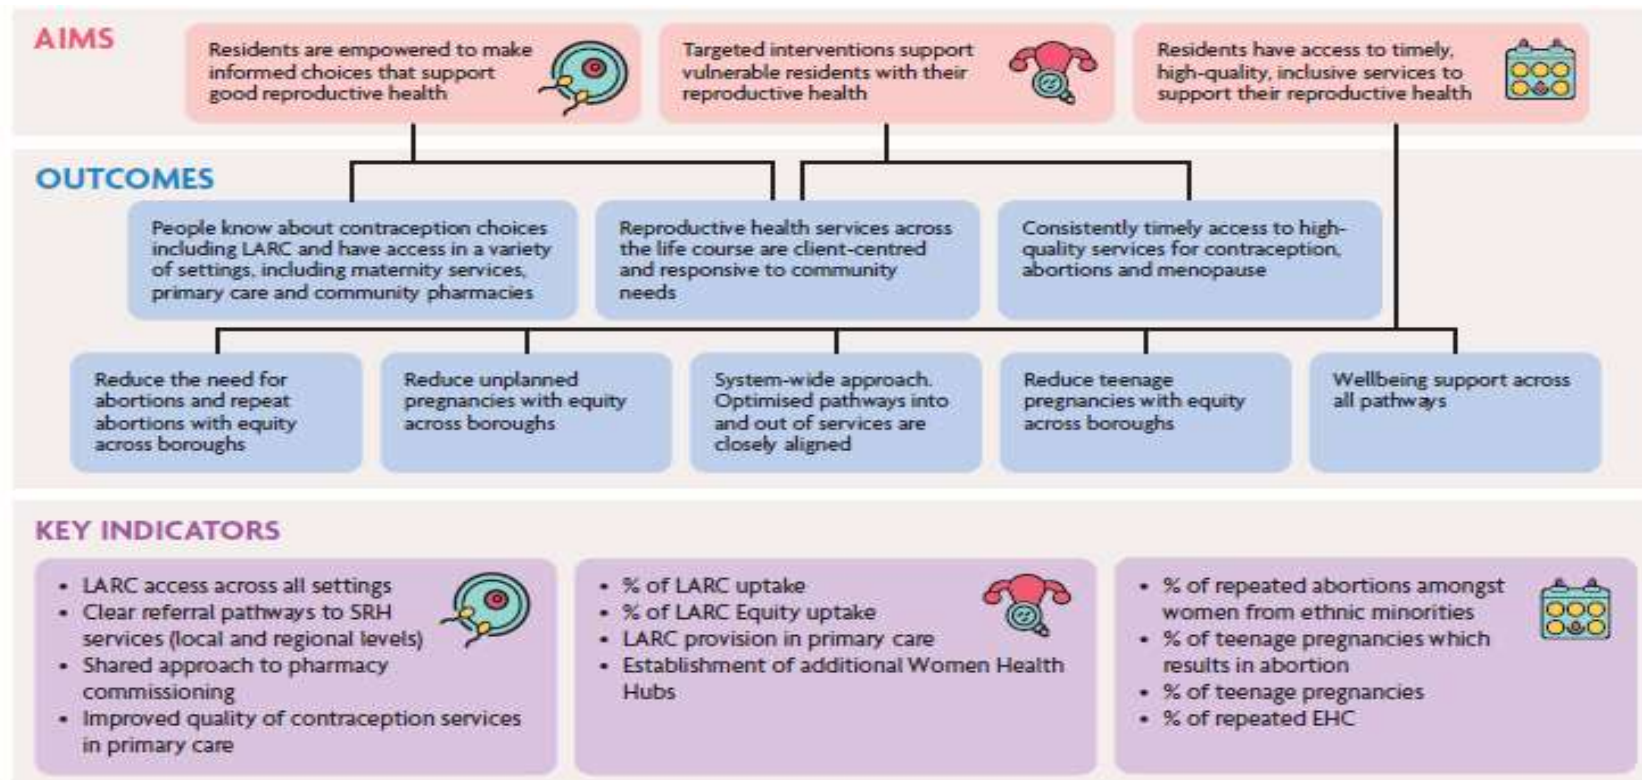 AIMS
Residents are empowered to make
informed choices that support
good reproductive health
Targeted interventions support
vulnerable residents with their
reproductive health
Residents have access to timely,
high-quality, inclusive services to
support their reproductive health
OUTCOMES
People know about contraception choices
including LARC and have access in a variety
of settings, including maternity services,
primary care and community pharmacies
Reproductive health services across
the life course are client-centred
and responsive to community
needs
Consistently timely access to high-
quality services for contraception,
abortions and menopause
Reduce the need for
abortions and repeat
abortions with equity
across boroughs
Reduce unplanned
pregnancies with equity
across boroughs
System-wide approach.
Optimised pathways into
and out of services are
closely aligned
Reduce teenage
pregnancies with equity
across boroughs
Wellbeing support across
all pathways
KEY INDICATORS
• LARC access across all settings
• Clear referral pathways to SRH
services (local and regional levels)
• Shared approach to pharmacy
commissioning
• Improved quality of contraception services
in primary care
• % of LARC uptake
• % of LARC Equity uptake
• LARC provision in primary care
• Establishment of additional Women Health
Hubs
• % of repeated abortions amongst
women from ethnic minorities
• % of teenage pregnancies which
results in abortion
• % of teenage pregnancies
• % of repeated EHC